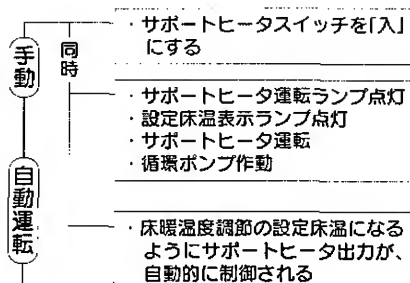 手動
同時
・サポートヒータスイッチを「入」
にする
・サポートヒータ運転ランプ点灯
・設定床温表示ランプ点灯
・サポートヒータ運転
・循環ポンプ作動
自動運転
・床暖温度調節の設定床温になる
ようにサポートヒータ出力が、
自動的に制御される